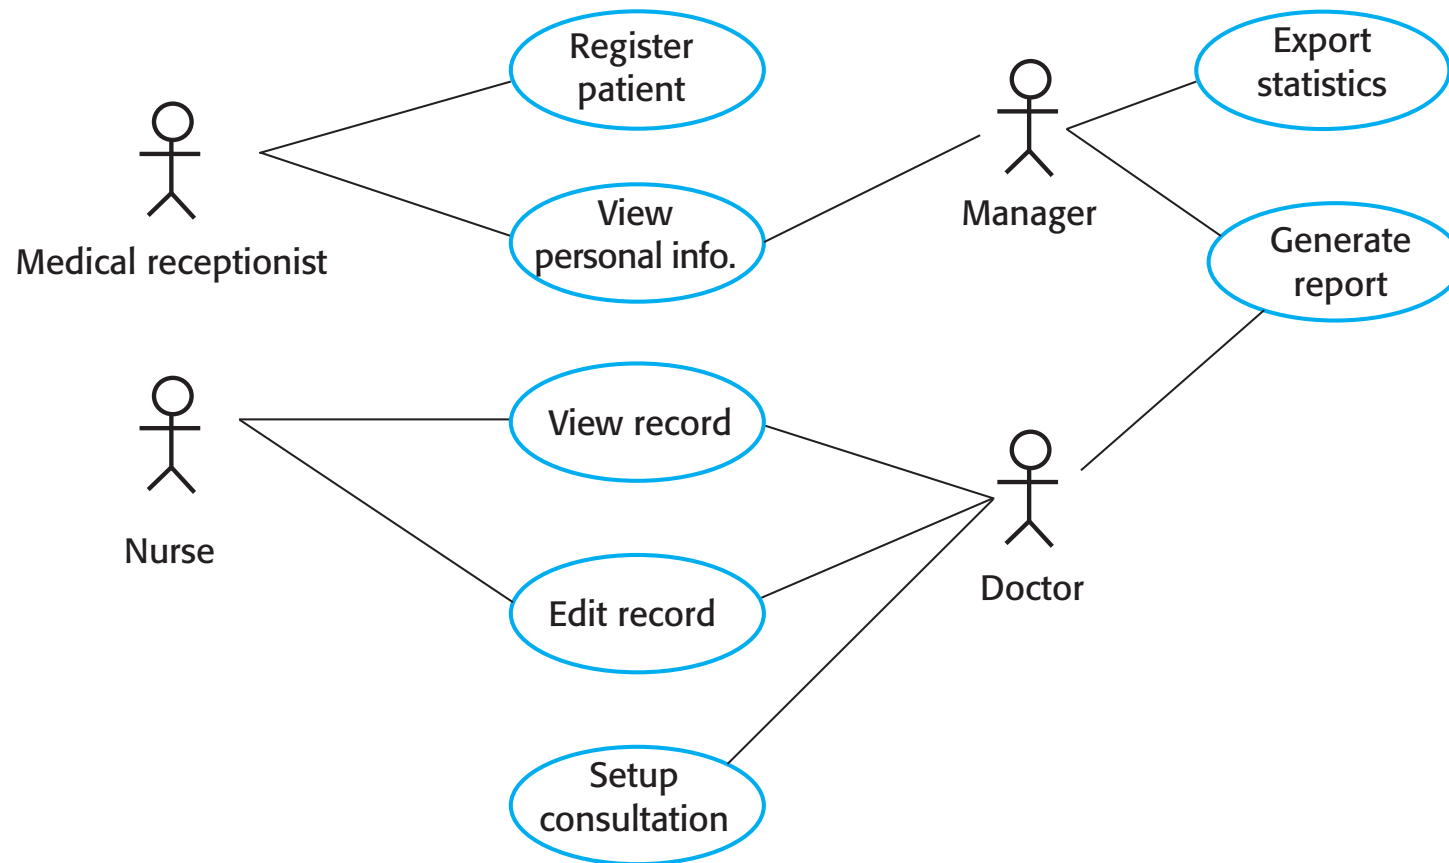 Register
patient
Export
statistics
Medical receptionist
View
personal info.
Manager
Generate
report
View record
Nurse
Edit record
Doctor
Setup
consultation